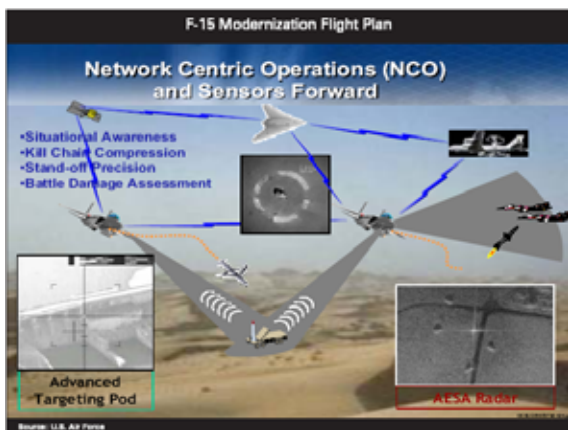 F-15 Modernization Flight Plan
Network Centric Operations (NCO)
and Sensors Forward
•Situational Awareness
•Kill Chain Compression
•Stand-off Precision
•Battle Damage Assessment
Advanced
Targeting Pod
AESA Radar
Source: U.S. Air Force